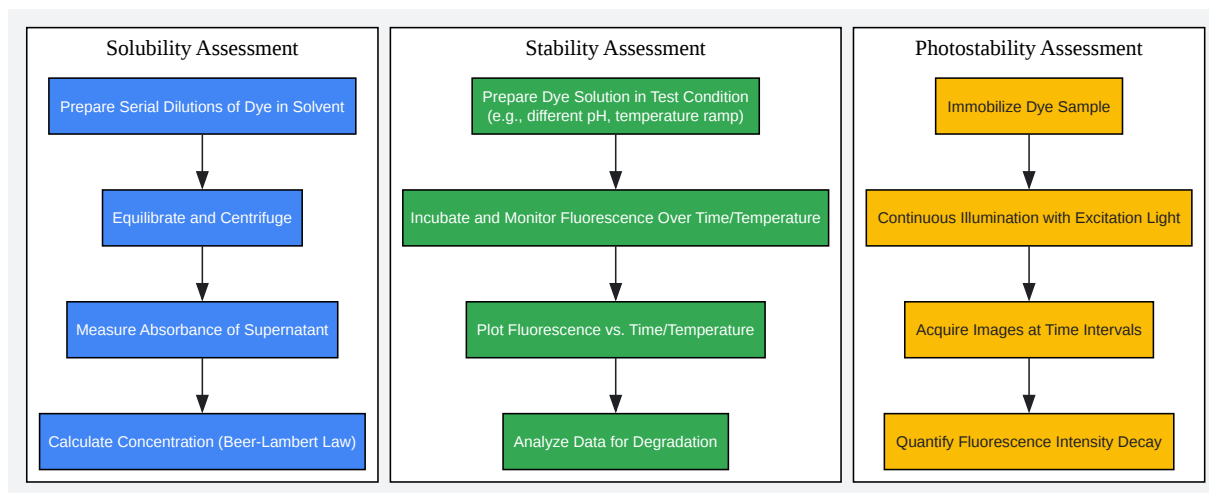 Solubility Assessment
Prepare Serial Dilutions of Dye in Solvent
Equilibrate and Centrifuge
Measure Absorbance of Supernatant
Calculate Concentration (Beer-Lambert Law)
Stability Assessment
Prepare Dye Solution in Test Condition
(e.g., different pH, temperature ramp)
Incubate and Monitor Fluorescence Over Time/Temperature
Plot Fluorescence vs. Time/Temperature
Analyze Data for Degradation
Photostability Assessment
Immobilize Dye Sample
Continuous Illumination with Excitation Light
Acquire Images at Time Intervals
Quantify Fluorescence Intensity Decay